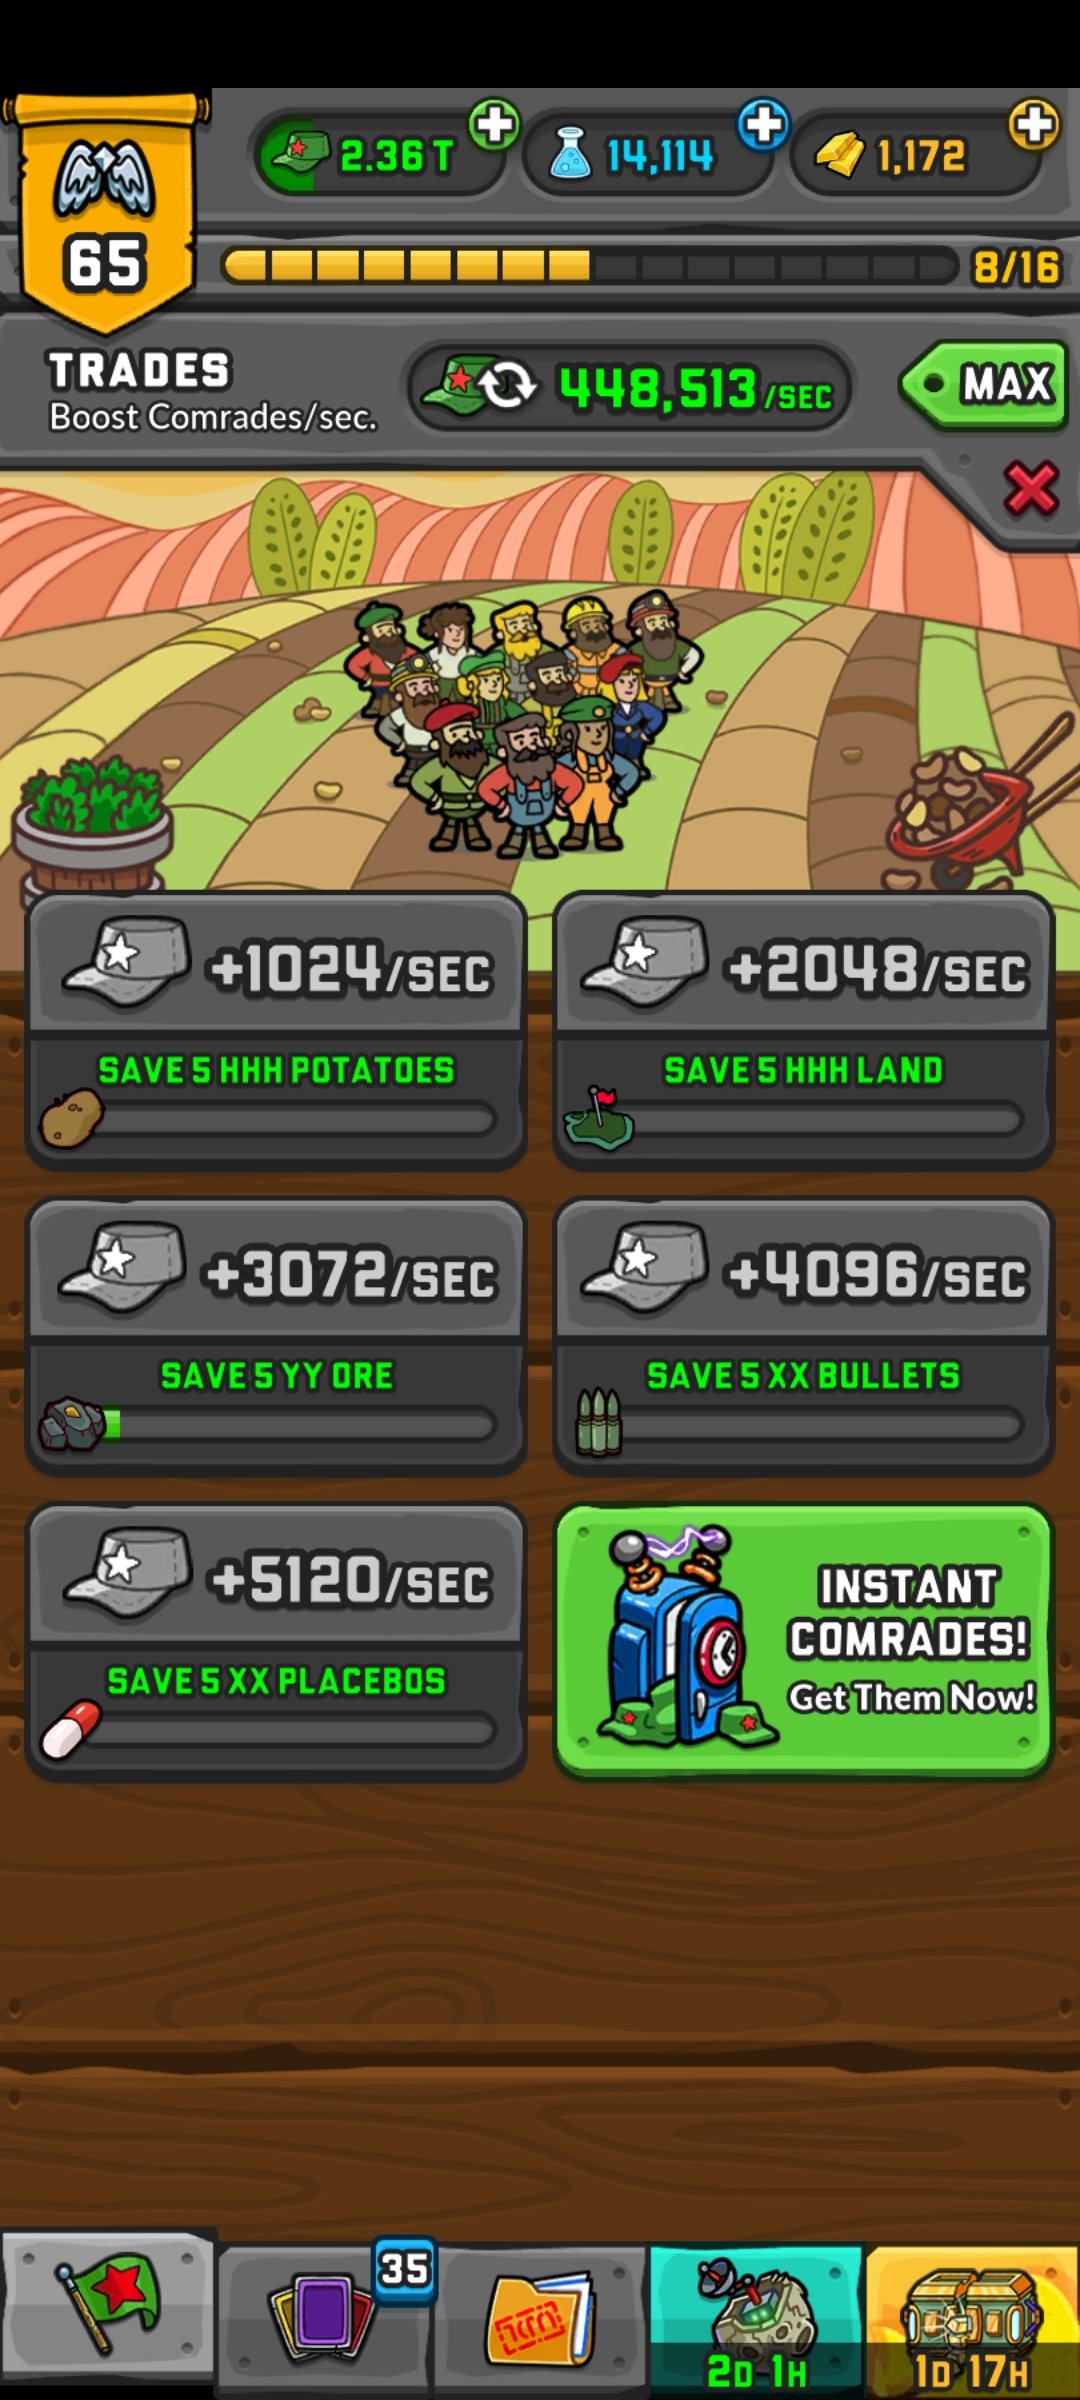 65
2.36 T
14,114
1,172
8/16
TRADES
Boost Comrades/sec.
448,513/SEC
MAX
+1024/SEC
SAVE 5 HHH POTATOES
+2048/SEC
SAVE 5 HHH LAND
+3072/SEC
SAVE 5 YY ORE
+4096/SEC
SAVE 5 XX BULLETS
+5120/SEC
SAVE 5 XX PLACEBOS
INSTANT
COMRADES!
Get Them Now!
35
2D 1H
1D 17H